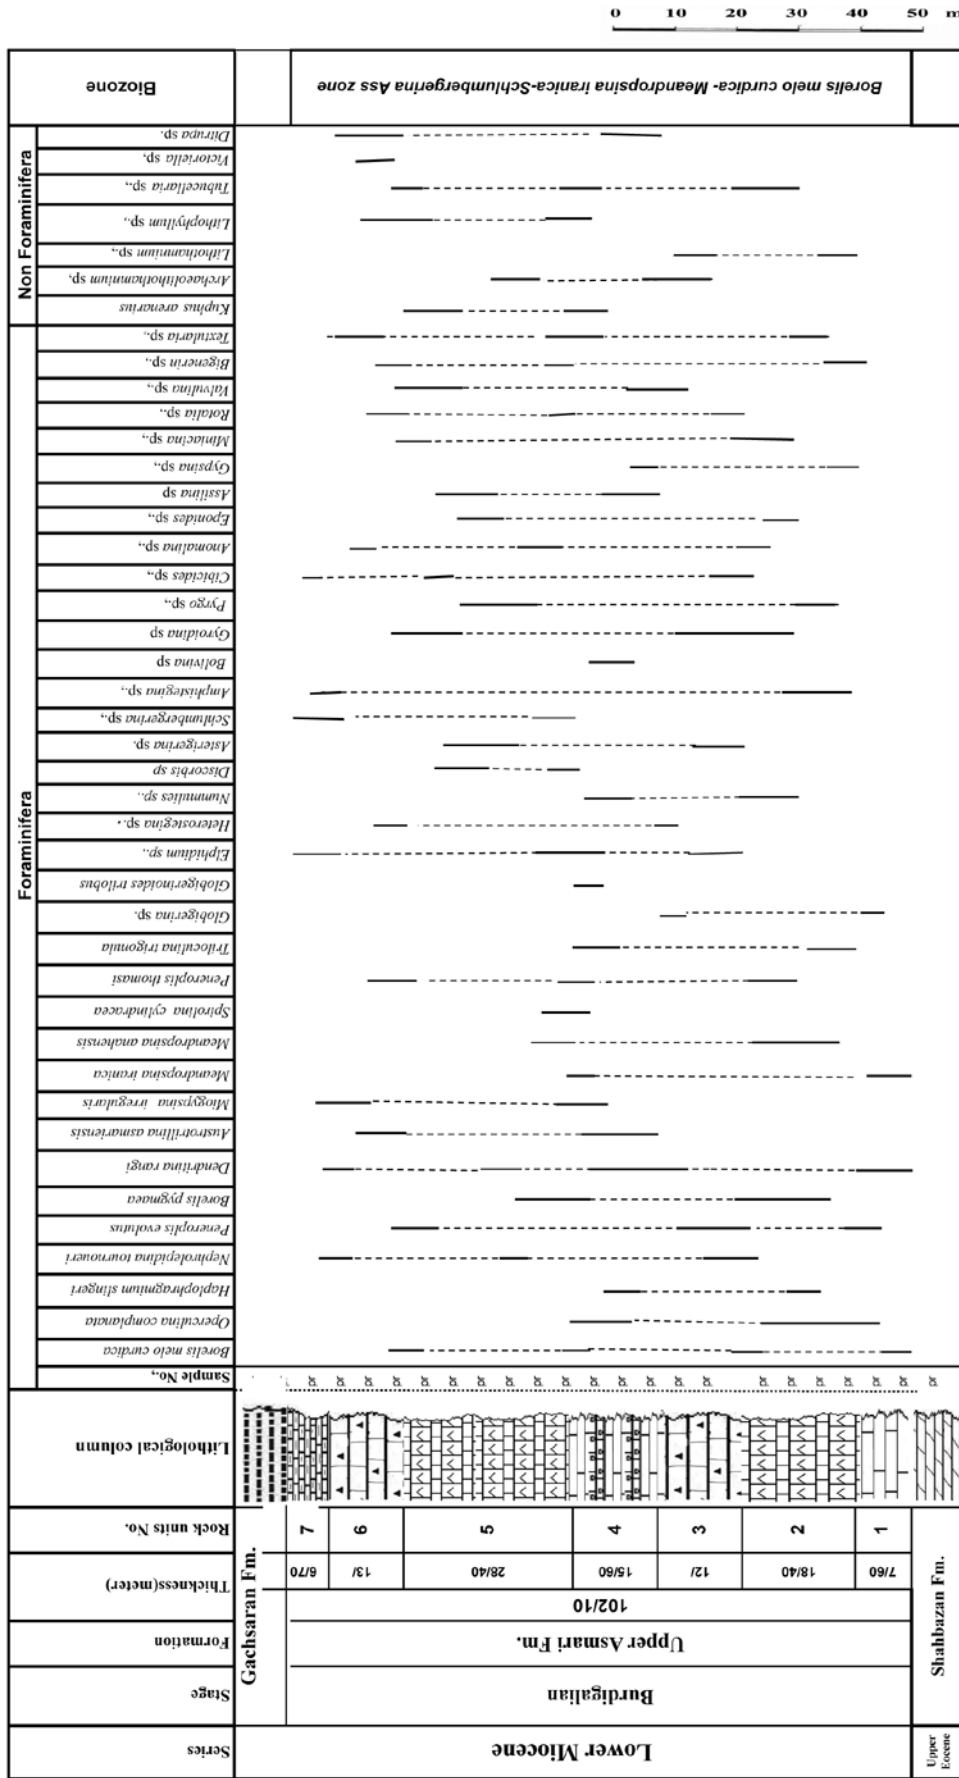 0 10 20 30 40 50 m
Series
Stage
Formation
Thickness(meter)
Rock units No.
Lithological column
Sample No.,
Foraminifera
Borelis melo curdica
Operculina complanata
Haplophragmium slingeri
Nephrolepidina tournoueri
Peneroplis evolutus
Borelis pygmaea
Dendritina rangi
Austrotrillina asmariensis
Miogypsina irregularis
Meandropsina iranica
Meandropsina anahensis
Spirolina cylindracea
Peneroplis thomasi
Triloculina trigonula
Globigerina sp.
Globigerinoides trilobus
Elphidium sp..
Heterostegina sp..
Nummulies sp..
Discorbis sp
Asterigerina sp.
Schlumbergerina sp.,
Amphistegina sp.,
Bolivina sp
Gyroidina sp
Pyrgo sp.,
Cibicides sp.,
Anomalina sp.,
Eponides sp.,
Assilina sp
Gypsina sp.,
Miniacina sp.,
Rotalia sp.,
Valvulina sp.,
Bigenerin sp.,
Textularia sp.,
Non Foraminifera
Kuphus arenarius
Archaeolithothamnium sp,
Lithothamnium sp.,
Lithophyllum sp.,
Tubucellaria sp.,
Victoriella sp,
Ditrupa sp.
Biozone
Borelis melo curdica- Meandropsina iranica-Schlumbergerina Ass zone
Gachsaran Fm.
Lower Miocene
Burdigalian
Upper Asmari Fm.
102/10
6/70
13/
28/40
15/60
12/
18/40
7/60
7
6
5
4
3
2
1
Upper
Eocene
Shahbazan Fm.